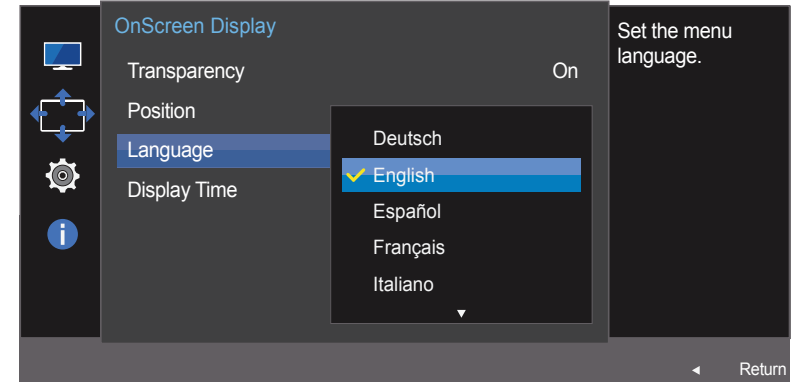 OnScreen Display
Transparency On
Position
Language
Display Time
Deutsch
English
Español
Français
Italiano
Set the menu
language.
Return